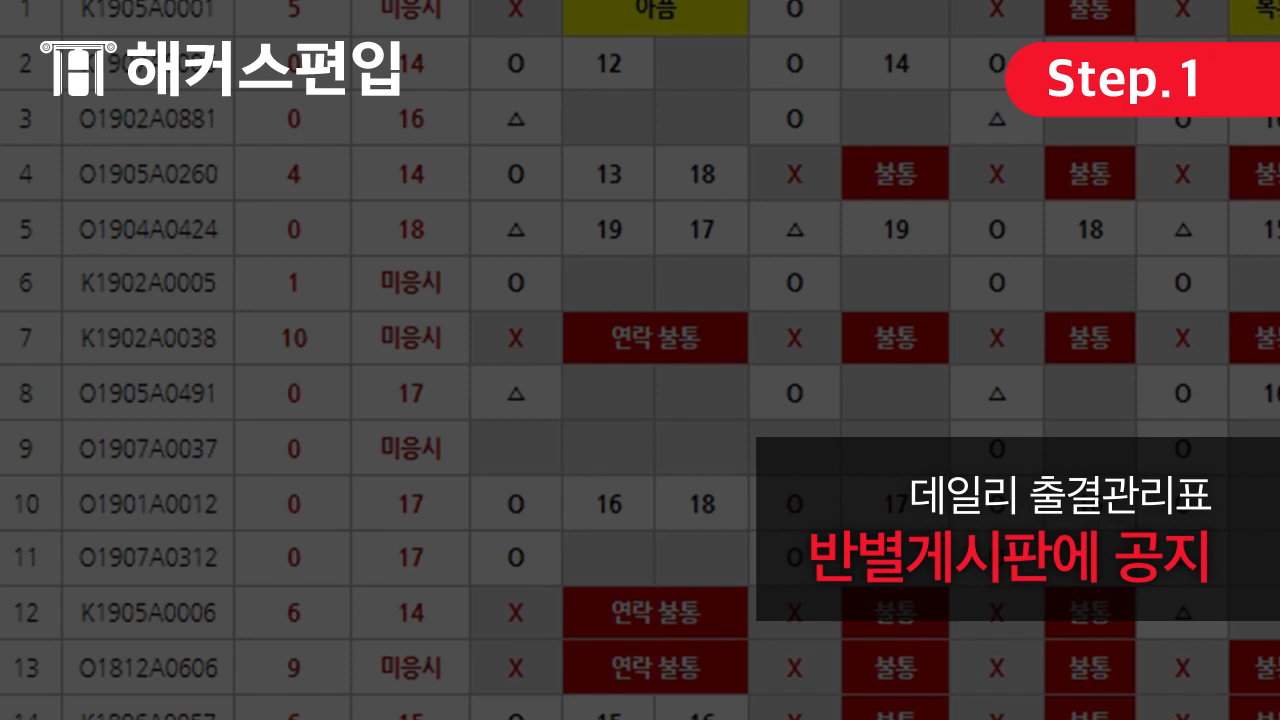 해커스편입
Step.1
1 K1905A0001 5 미응시 X 아픔 O X 불통 X
2 14 O 12 O 14 O
3 O1902A0881 0 16 △ O △ O
4 O1905A0260 4 14 O 13 18 X 불통 X 불통 X
5 O1904A0424 0 18 △ 19 17 △ 19 O 18 △
6 K1902A0005 1 미응시 O O O O
7 K1902A0038 10 미응시 X 연락 불통 X 불통 X 불통 X
8 O1905A0491 0 17 △ O △ O
9 O1907A0037 0 미응시 O O
10 O1901A0012 0 17 O 16 18 O 17
11 O1907A0312 0 17 O O
12 K1905A0006 6 14 X 연락 불통 X 불통 X 불통 △
13 O1812A0606 9 미응시 X 연락 불통 X 불통 X 불통 X
데일리 출결관리표
반별게시판에 공지